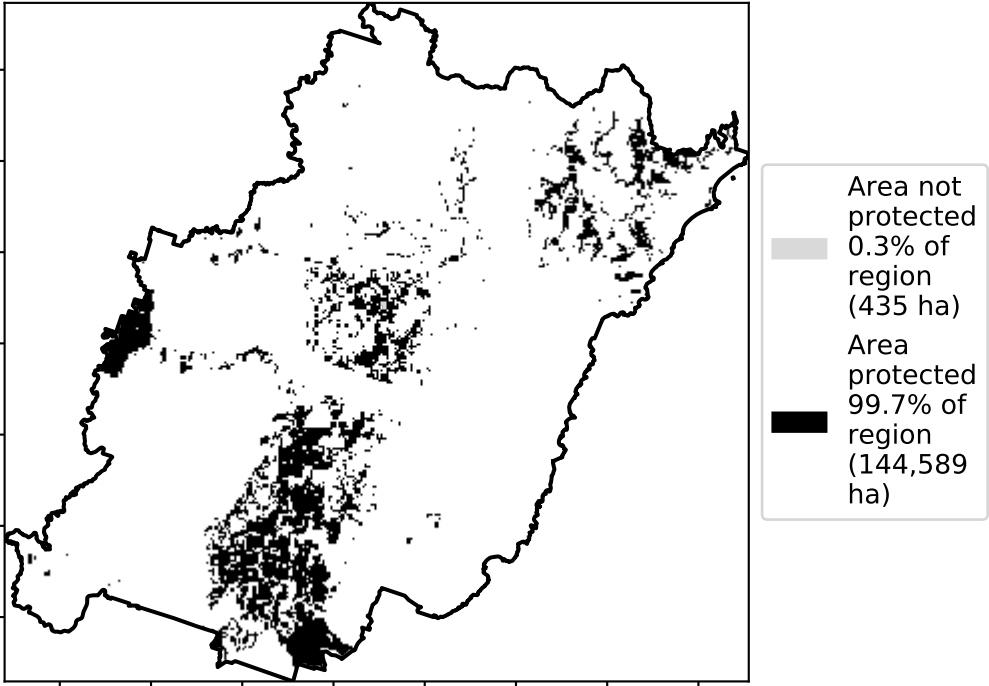 Area not
protected
0.3% of
region
(435 ha)
Area
protected
99.7% of
region
(144,589
ha)